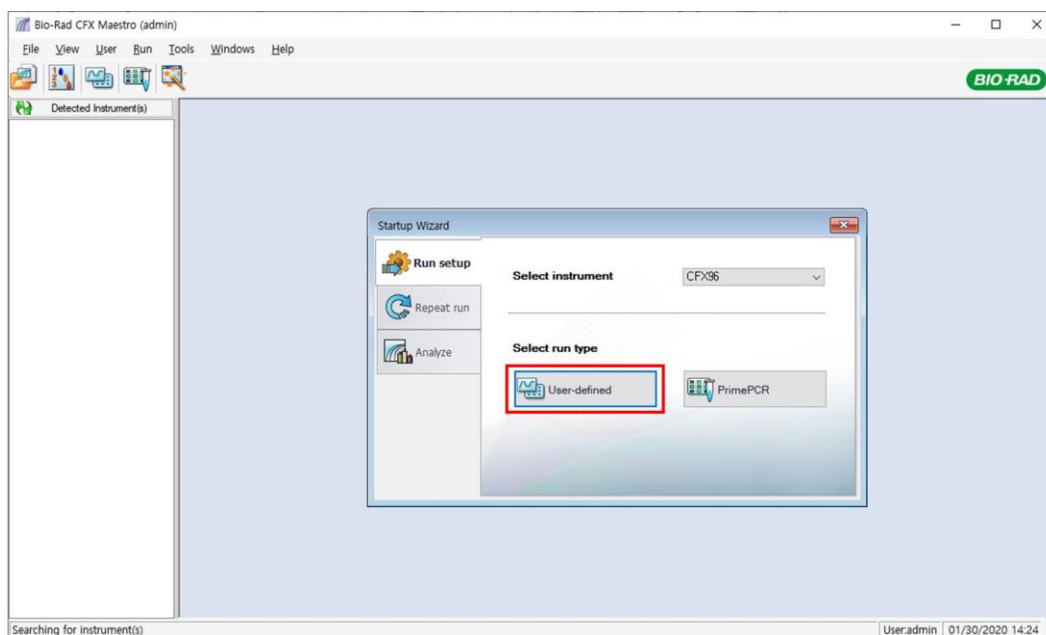 Bio-Rad CFX Maestro (admin)
File View User Run Tools Windows Help
BIO-RAD
Detected Instrument(s)
Startup Wizard
Run setup
Select instrument CFX96
Repeat run
Analyze
Select run type
User-defined PrimePCR
Searching for instrument(s) User:admin 01/30/2020 14:24